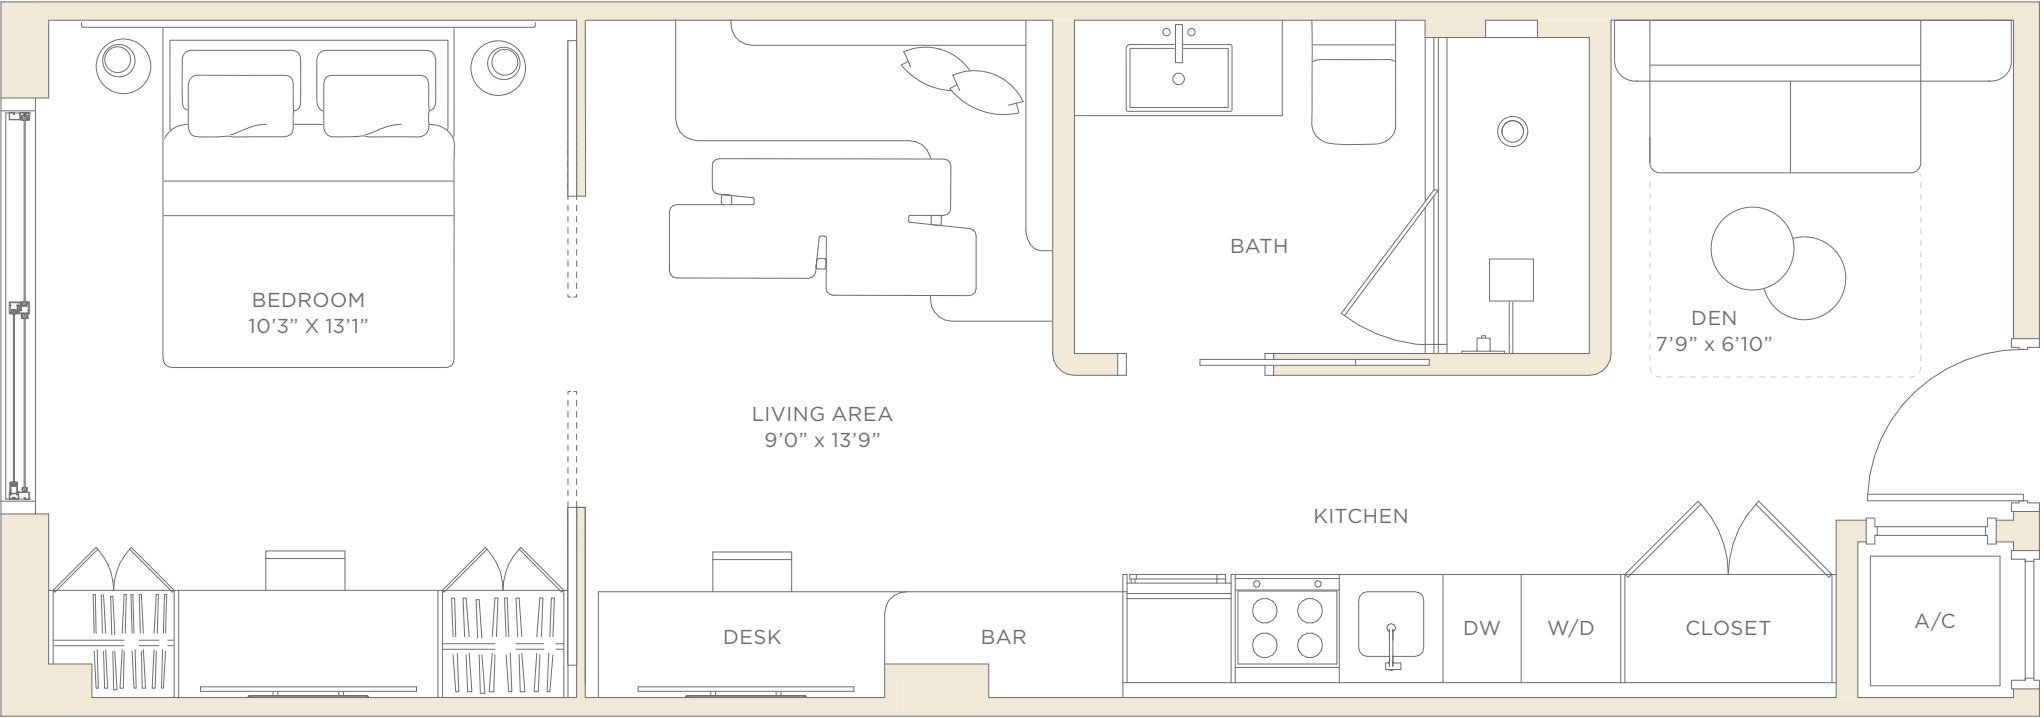 BEDROOM
10’3” X 13’1”
LIVING AREA
9’0” x 13’9”
BATH
DEN
7’9” x 6’10”
KITCHEN
DESK
BAR
DW
W/D
CLOSET
A/C